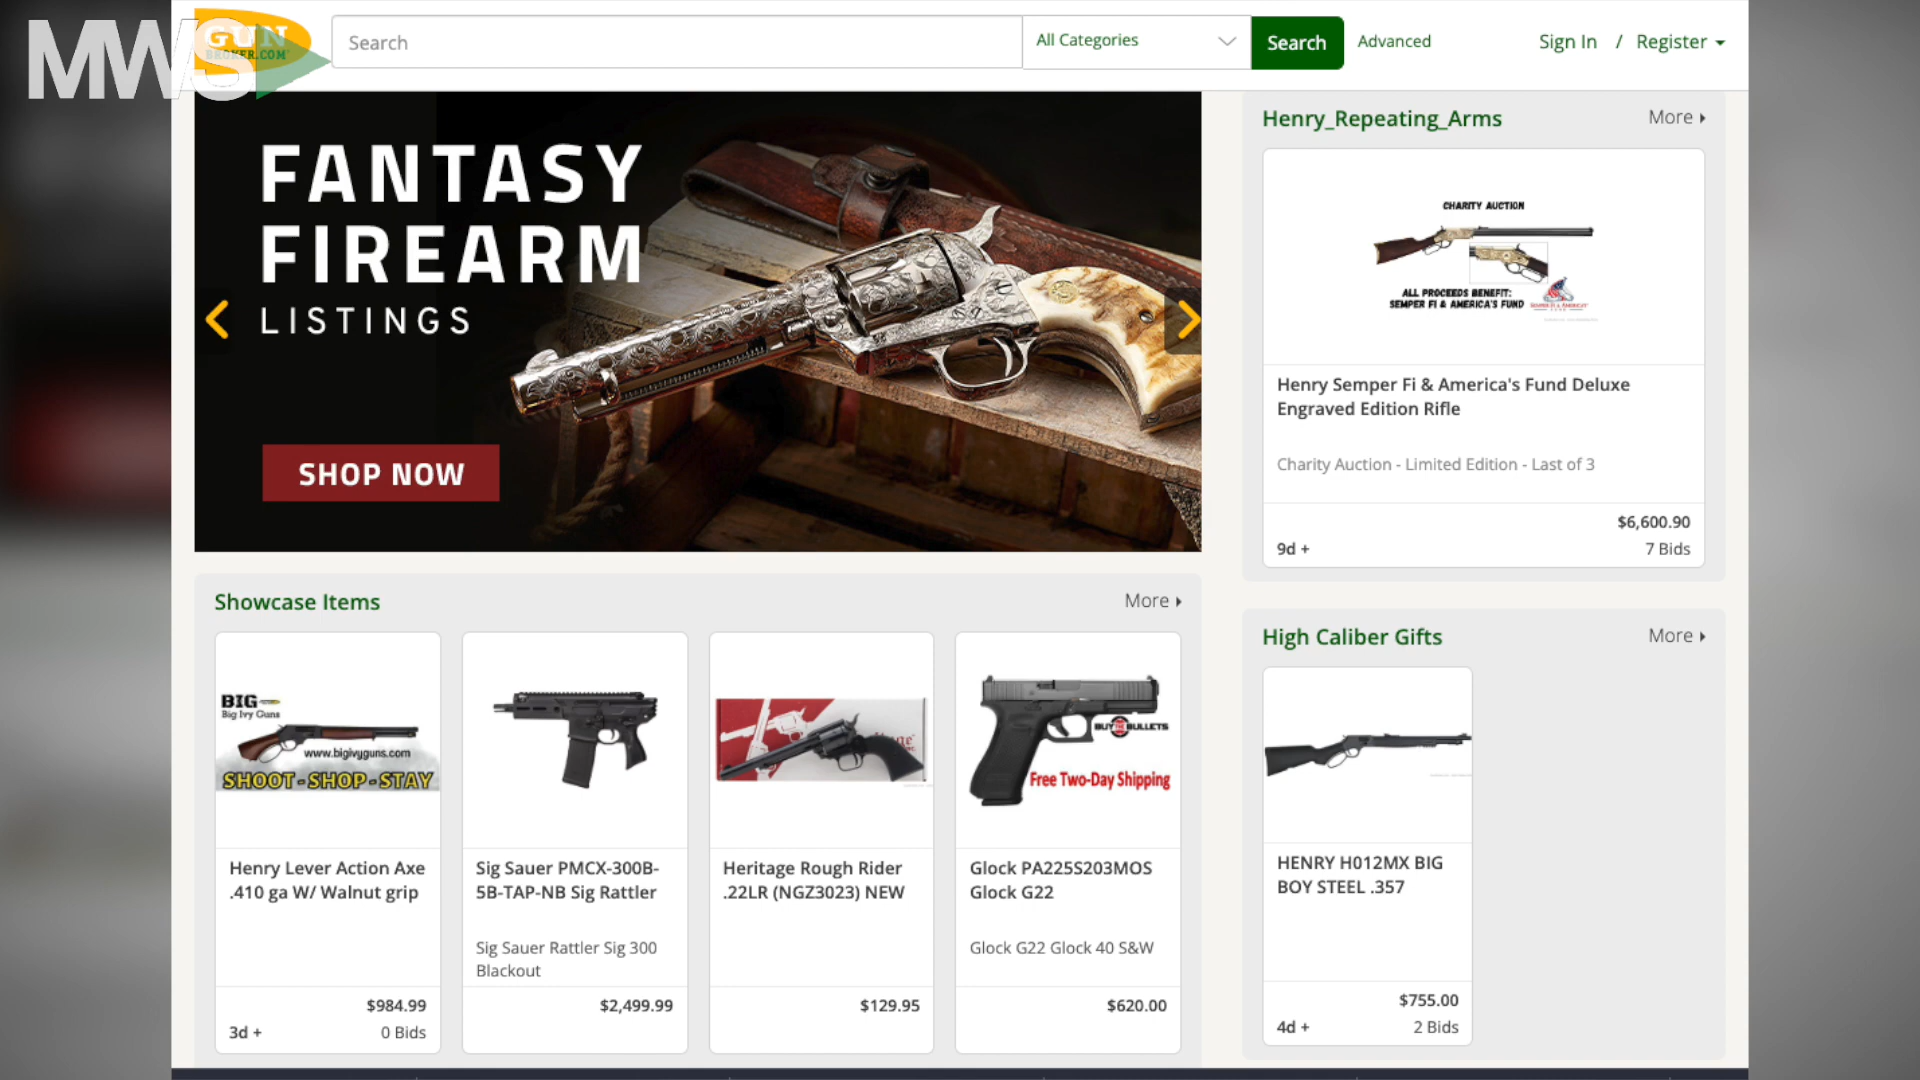 MWS
GUN
BROKER.COM
Search
All Categories
Search
Advanced
Sign In / Register
FANTASY
FIREARM
LISTINGS
SHOP NOW
Henry_Repeating_Arms
More
CHARITY AUCTION
ALL PROCEEDS BENEFIT:
SEMPER FI & AMERICA'S FUND
Henry Semper Fi & America's Fund Deluxe
Engraved Edition Rifle
Charity Auction - Limited Edition - Last of 3
$6,600.90
9d +
7 Bids
Showcase Items
More
BIG
Big Ivy Guns
www.bigivyguns.com
SHOOT-SHOP-STAY
Henry Lever Action Axe
.410 ga W/ Walnut grip
$984.99
3d +
0 Bids
Sig Sauer PMCX-300B-
5B-TAP-NB Sig Rattler
Sig Sauer Rattler Sig 300
Blackout
$2,499.99
Heritage Rough Rider
.22LR (NGZ3023) NEW
$129.95
BUY BULLETS
Free Two-Day Shipping
Glock PA225S203MOS
Glock G22
Glock G22 Glock 40 S&W
$620.00
High Caliber Gifts
More
HENRY H012MX BIG
BOY STEEL .357
$755.00
4d +
2 Bids